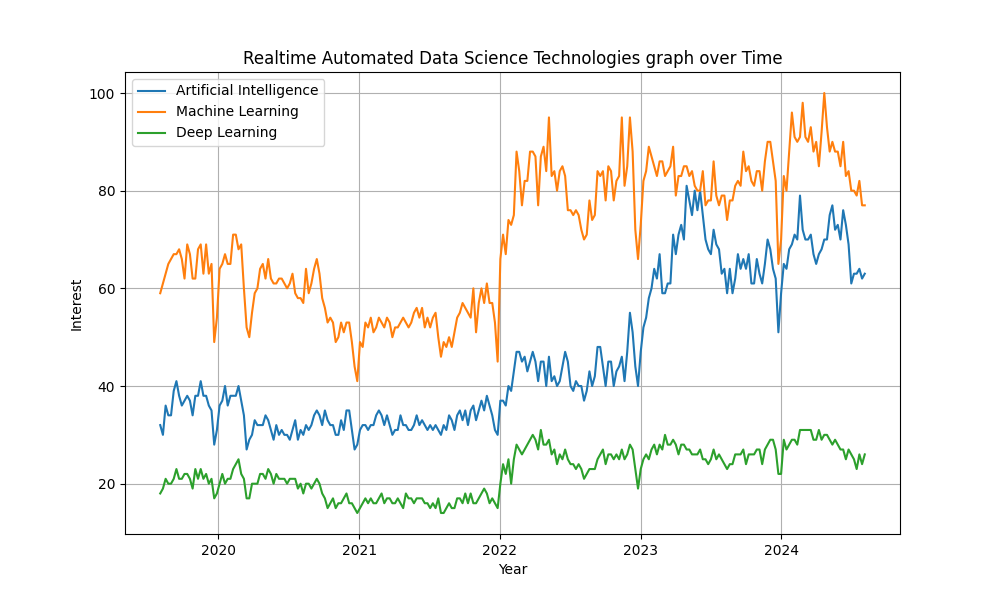 Realtime Automated Data Science Technologies graph over Time
Artificial Intelligence
Machine Learning
Deep Learning
100
80
60
40
20
Interest
2020 2021 2022 2023 2024
Year